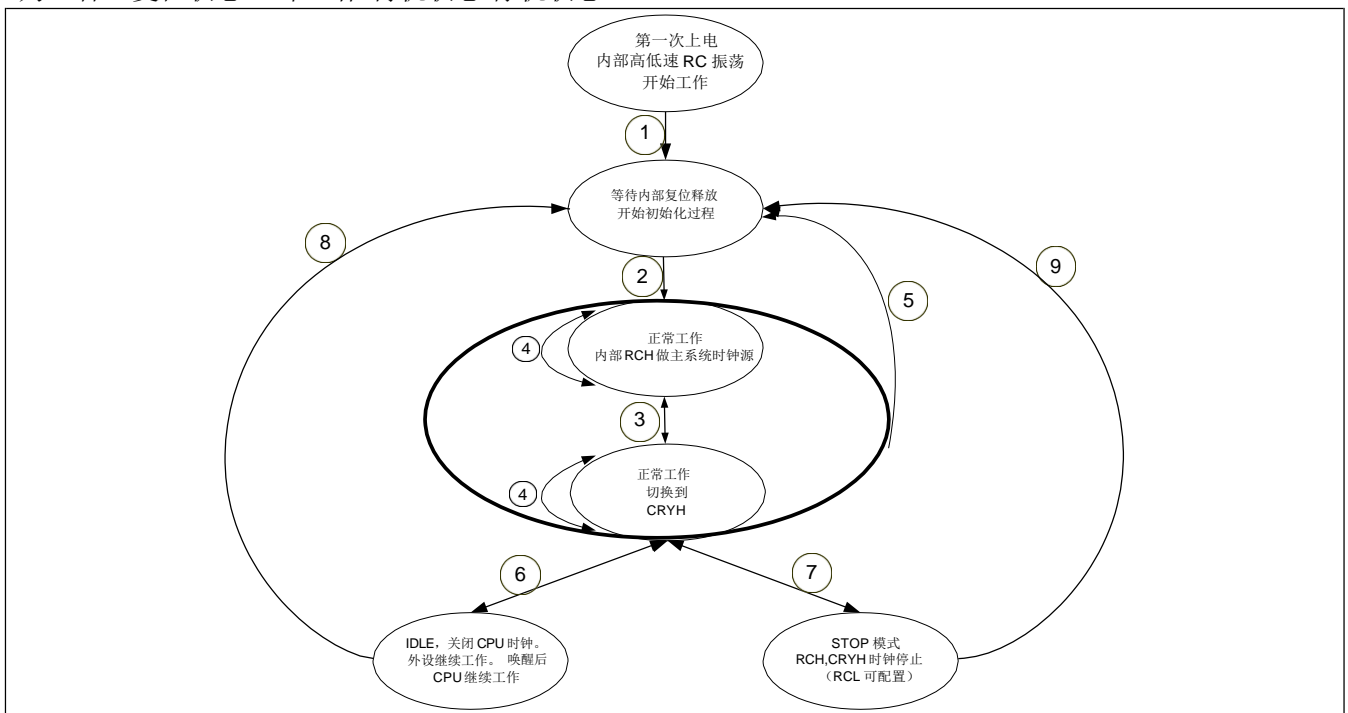 第一次上电
内部高低速 RC 振荡
开始工作
1
等待内部复位释放
开始初始化过程
8
2
9
5
正常工作
内部 RCH 做主系统时钟源
4
3
正常工作
切换到
CRYH
4
6
7
IDLE，关闭 CPU 时钟。
外设继续工作。 唤醒后
CPU 继续工作
STOP 模式
RCH,CRYH 时钟停止
（RCL 可配置）